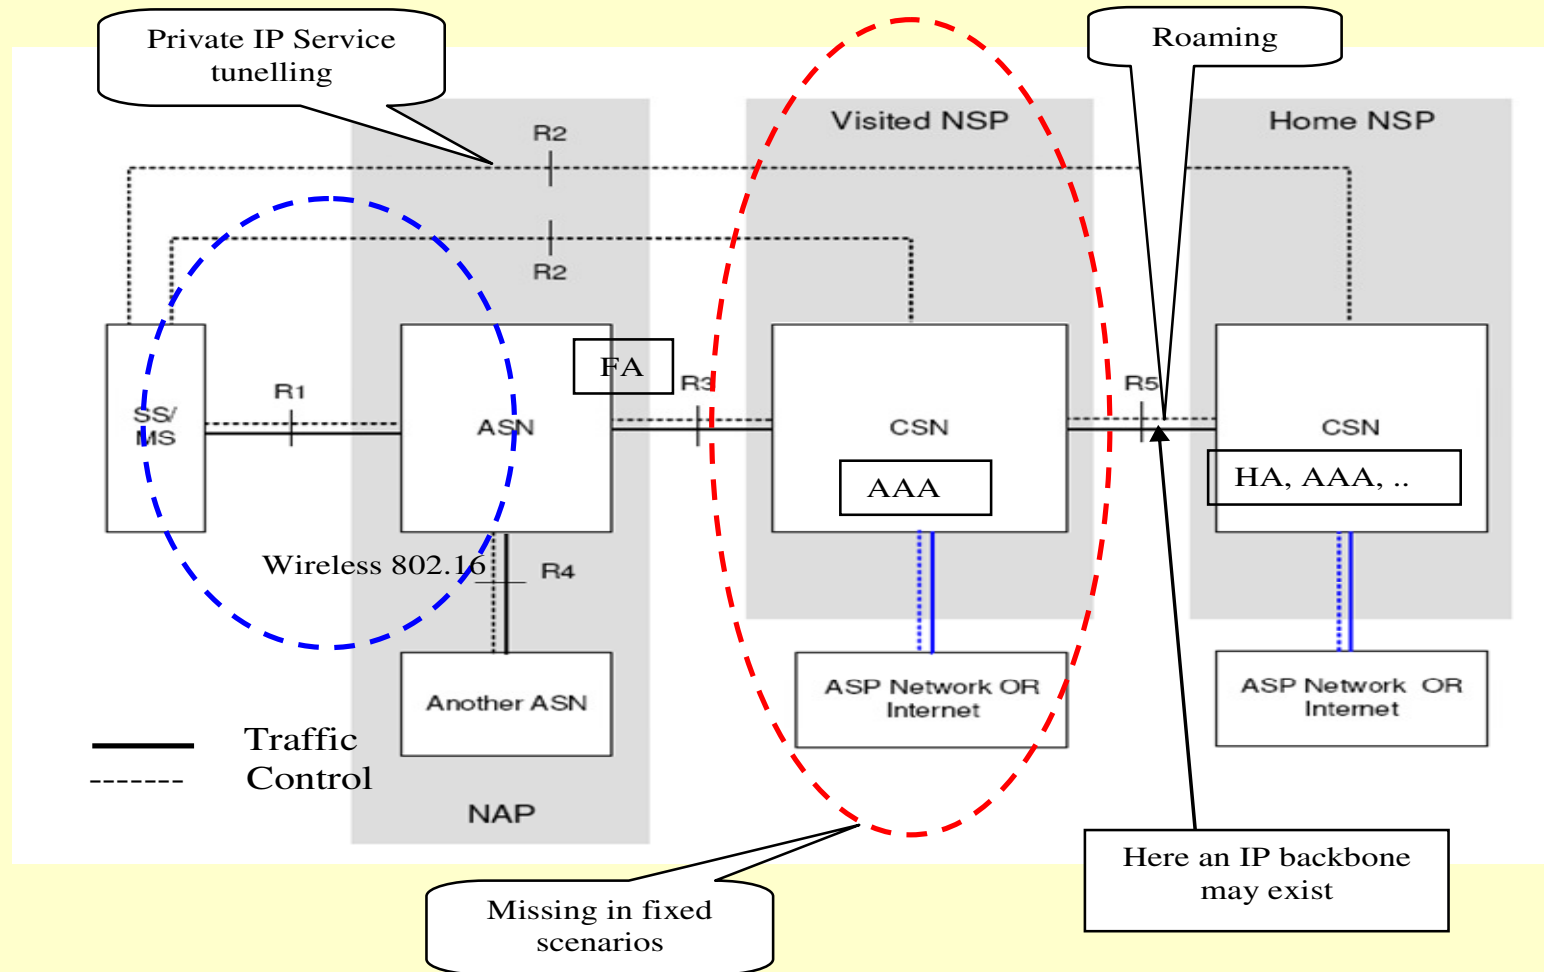 Private IP Service
tunelling
Roaming
Visited NSP
Home NSP
R2
R2
FA
R1
R3
R5
SS/
MS
ASN
CSN
CSN
AAA
HA, AAA, ..
Wireless 802.16
R4
Another ASN
ASP Network OR
Internet
ASP Network OR
Internet
Traffic
Control
NAP
Missing in fixed
scenarios
Here an IP backbone
may exist